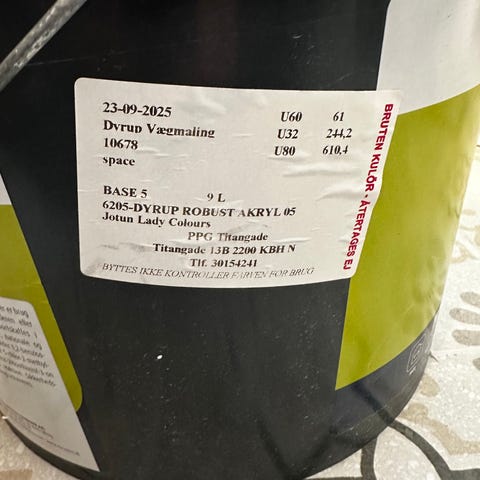 23-09-2025
Dyrup Vægmaling
10678
space
U60 61
U32 244,2
U80 610,4
BASE 5 9 L
6205-DYRUP ROBUST AKRYL 05
Jotun Lady Colours
PPG Titangade
Titangade 13B 2200 KBH N
Tlf. 30154241
BYTTES IKKE KONTROLLER FARVEN FOR BRUG
BRUTEN KULÖR - ÅTERTAGES EJ